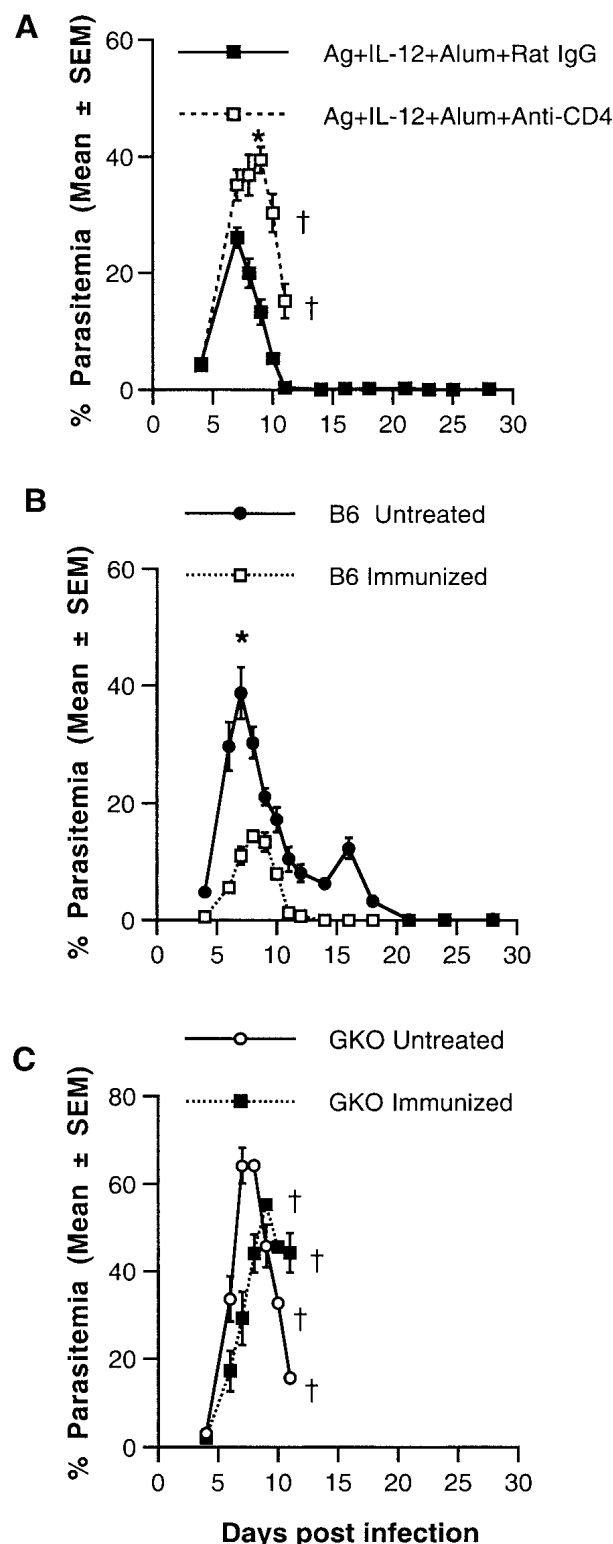 A
Ag+IL-12+Alum+Rat IgG
Ag+IL-12+Alum+Anti-CD4
% Parasitemia (Mean ± SEM)
60
40
20
0
*
†
†
0 5 10 15 20 25 30
B
B6 Untreated
B6 Immunized
% Parasitemia (Mean ± SEM)
60
40
20
0
*
0 5 10 15 20 25 30
C
GKO Untreated
GKO Immunized
% Parasitemia (Mean ± SEM)
80
60
40
20
0
†
†
†
†
0 5 10 15 20 25 30
Days post infection